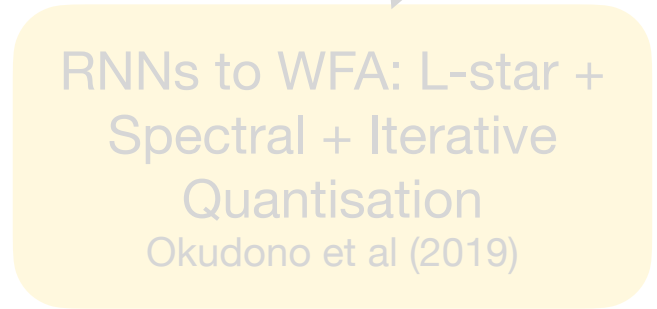 RNNs to WFA: L-star +
Spectral + Iterative
Quantisation
Okudono et al (2019)